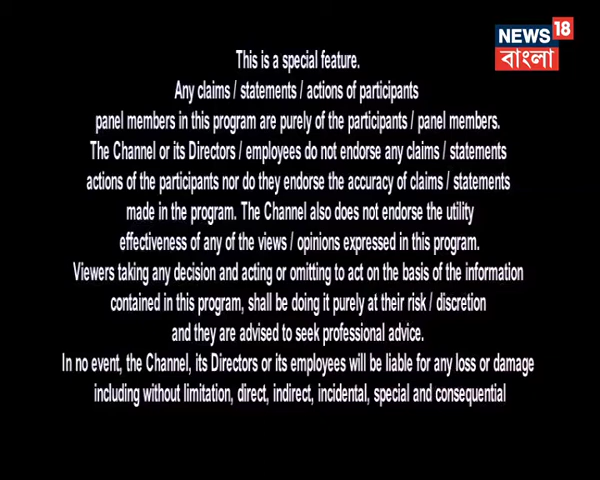 NEWS 18
বাংলা
This is a special feature.
Any claims / statements / actions of participants
panel members in this program are purely of the participants / panel members.
The Channel or its Directors / employees do not endorse any claims / statements
actions of the participants nor do they endorse the accuracy of claims / statements
made in the program. The Channel also does not endorse the utility
effectiveness of any of the views / opinions expressed in this program.
Viewers taking any decision and acting or omitting to act on the basis of the information
contained in this program, shall be doing it purely at their risk / discretion
and they are advised to seek professional advice.
In no event, the Channel, its Directors or its employees will be liable for any loss or damage
including without limitation, direct, indirect, incidental, special and consequential